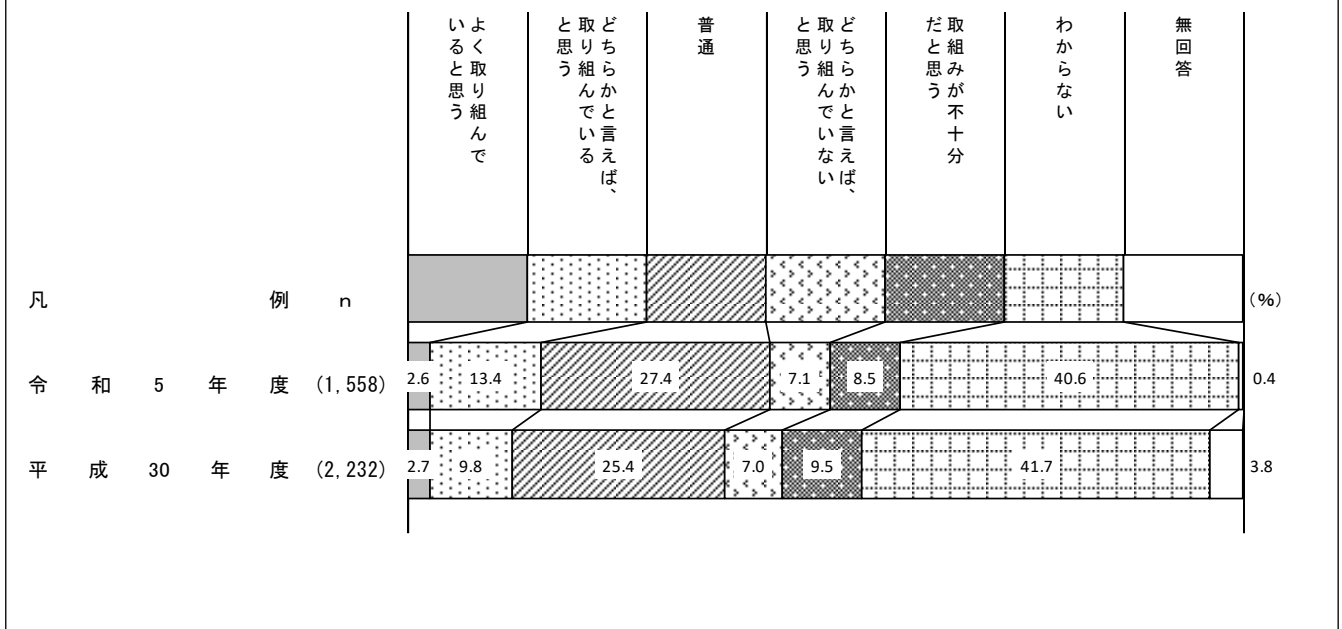 よく取り組んで
いると思う
どちらかと言えば、
取り組んでいる
と思う
普通
どちらかと言えば、
取り組んでいない
と思う
取組みが不十分
だと思う
わからない
無回答
凡例 n (%)
令和5年度 (1,558) 2.6 13.4 27.4 7.1 8.5 40.6 0.4
平成30年度 (2,232) 2.7 9.8 25.4 7.0 9.5 41.7 3.8